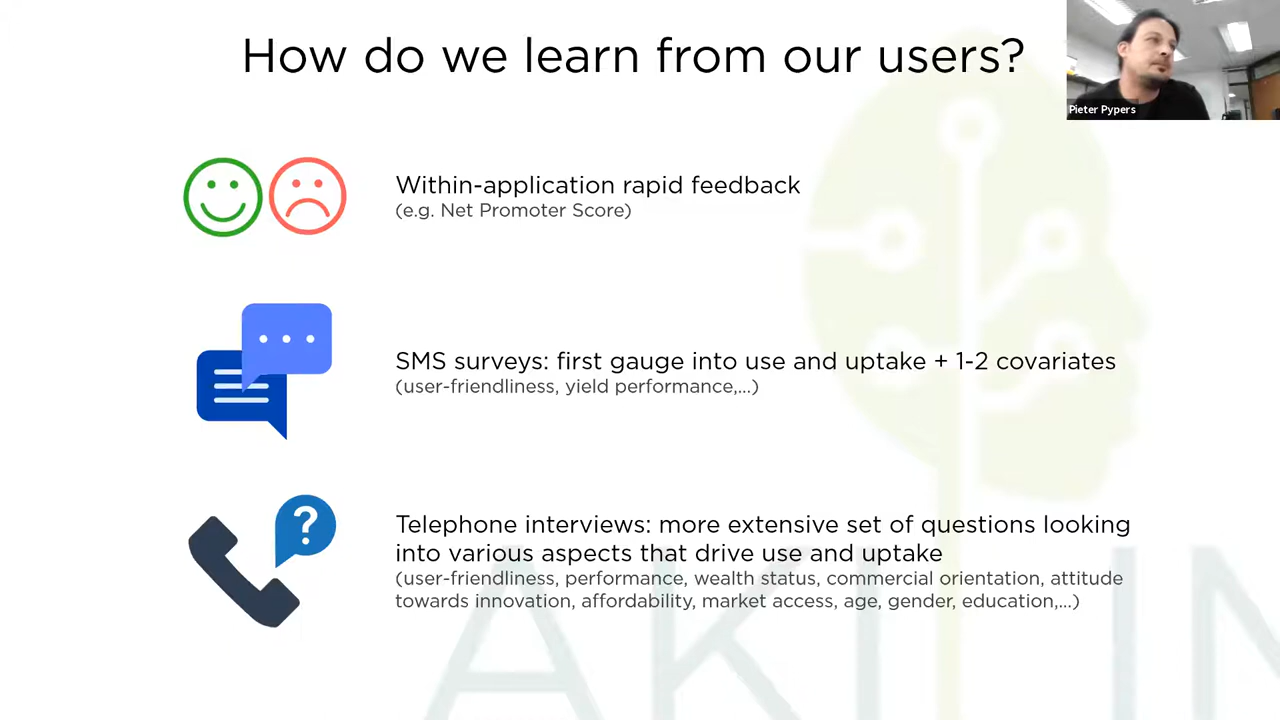 How do we learn from our users?
Pieter Pypers
Within-application rapid feedback
(e.g. Net Promoter Score)
SMS surveys: first gauge into use and uptake + 1-2 covariates
(user-friendliness, yield performance,...)
?
Telephone interviews: more extensive set of questions looking
into various aspects that drive use and uptake
(user-friendliness, performance, wealth status, commercial orientation, attitude
towards innovation, affordability, market access, age, gender, education,...)
AKILIM